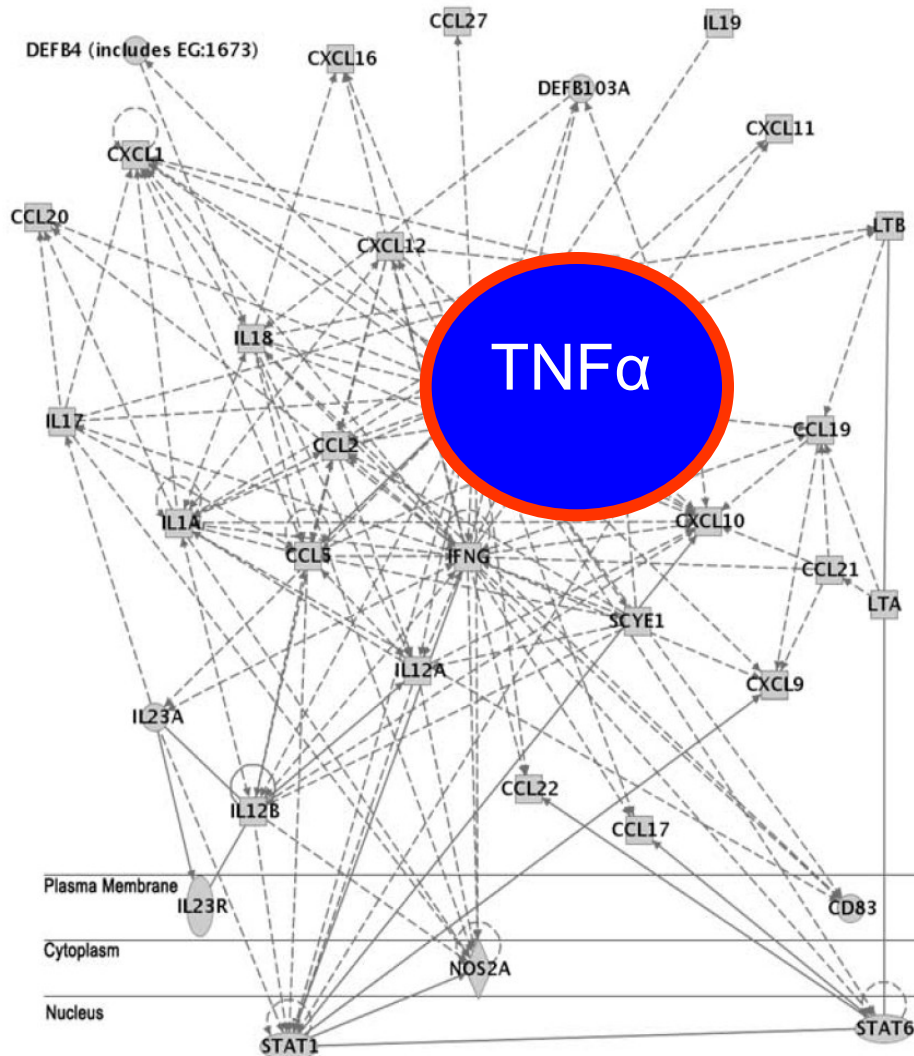 CCL27
IL19
DEFB4 (includes EG:1673)
CXCL16
DEFB103A
CXCL11
CXCL1
CCL20
CXCL12
LTB
IL18
TNFα
IL17
CCL2
CCL19
IL1A
CXCL10
CCL5
IFNG
CCL21
LTA
SCYE1
IL12A
CXCL9
IL23A
CCL22
IL12B
CCL17
Plasma Membrane
IL23R
CD83
Cytoplasm
NOS2A
Nucleus
STAT6
STAT1